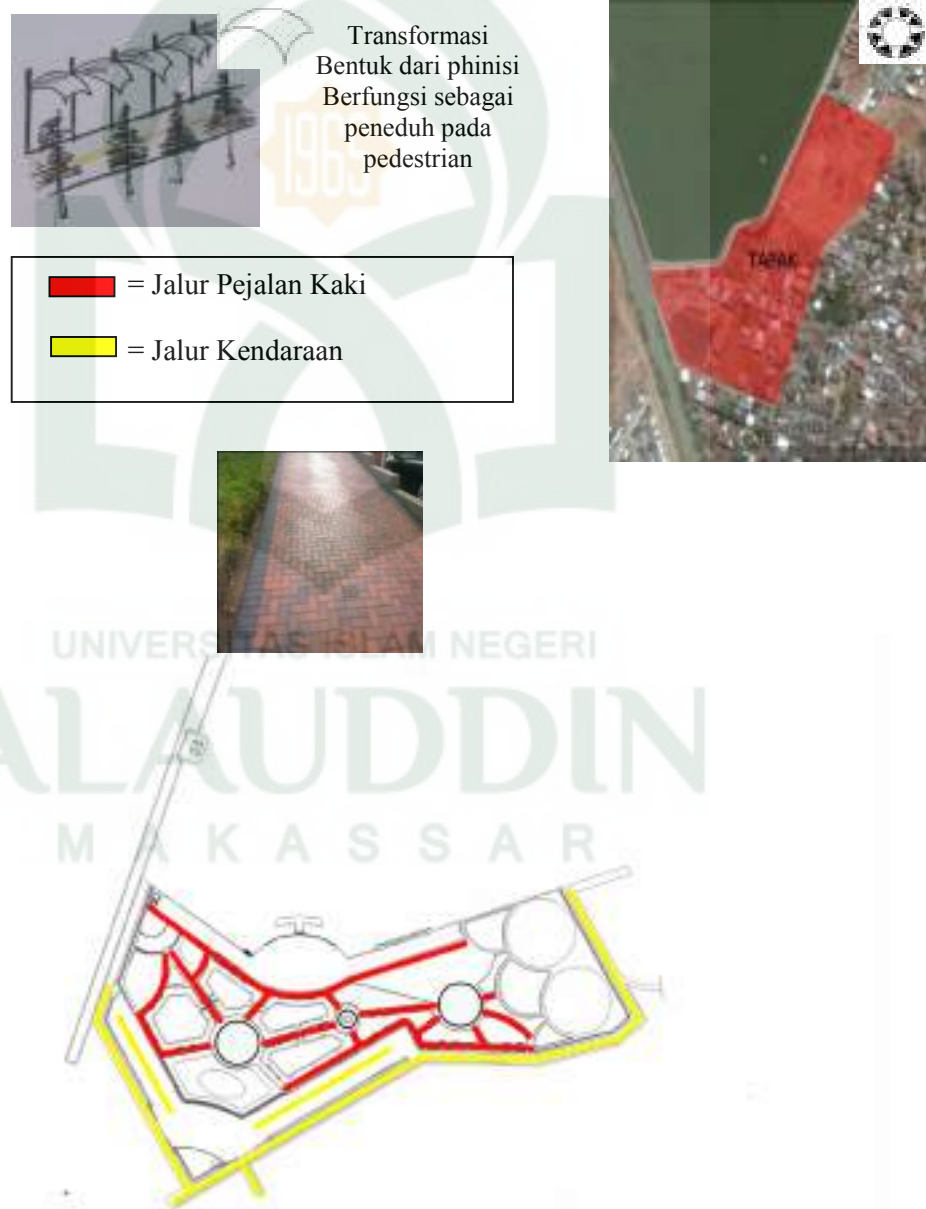 Transformasi
Bentuk dari phinisi
Berfungsi sebagai
peneduh pada
pedestrian
1965
TAPAK
= Jalur Pejalan Kaki
= Jalur Kendaraan
UNIVERSITAS ISLAM NEGERI
ALAUDDIN
MAKASSAR